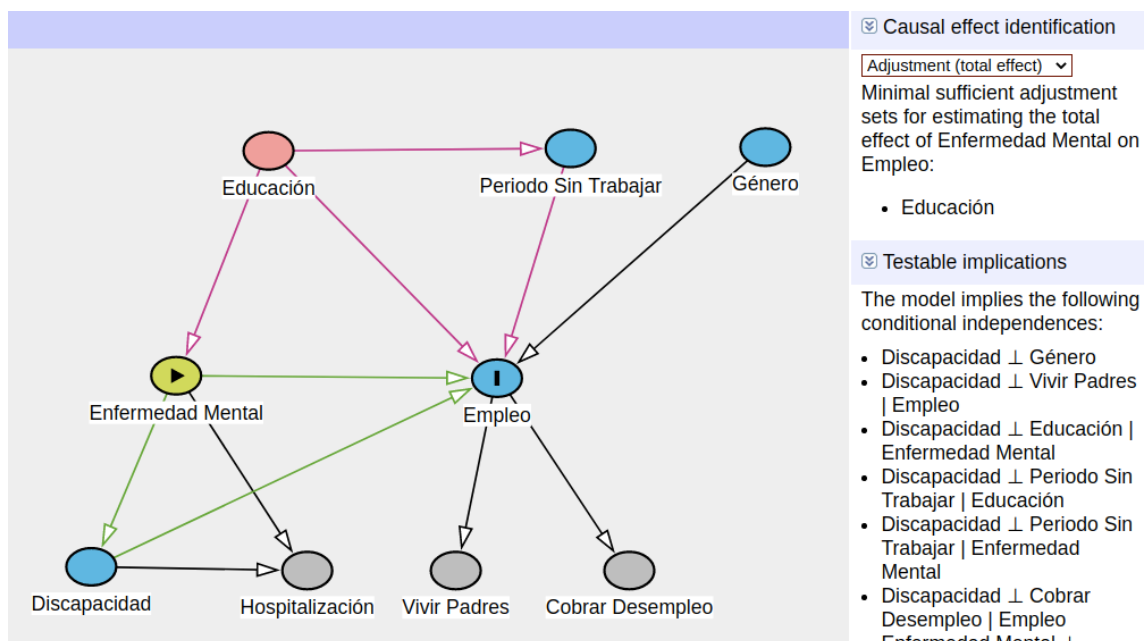 Causal effect identification
Adjustment (total effect)
Minimal sufficient adjustment
sets for estimating the total
effect of Enfermedad Mental on
Empleo:
• Educación
Testable implications
The model implies the following
conditional independences:
• Discapacidad ⊥ Género
• Discapacidad ⊥ Vivir Padres
| Empleo
• Discapacidad ⊥ Educación |
Enfermedad Mental
• Discapacidad ⊥ Periodo Sin
Trabajar | Educación
• Discapacidad ⊥ Periodo Sin
Trabajar | Enfermedad
Mental
• Discapacidad ⊥ Cobrar
Desempleo | Empleo
Enfermedad Mental ⊥
Educación
Periodo Sin Trabajar
Género
Enfermedad Mental
Empleo
Discapacidad
Hospitalización
Vivir Padres
Cobrar Desempleo